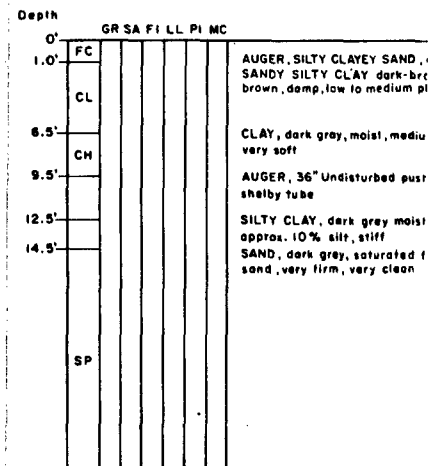 Depth
GR SA FI LL PI MC
0'
FC
1.0'
AUGER, SILTY CLAYEY SAND,
SANDY SILTY CLAY dark-bro
brown, damp, low to medium pl
CL
6.5'
CLAY, dark gray, moist, mediu
very soft
CH
9.5'
AUGER, 36" Undisturbed push
shelby tube
12.5'
SILTY CLAY, dark grey moist
approx. 10% silt, stiff
14.5'
SAND, dark grey, saturated f
sand, very firm, very clean
SP